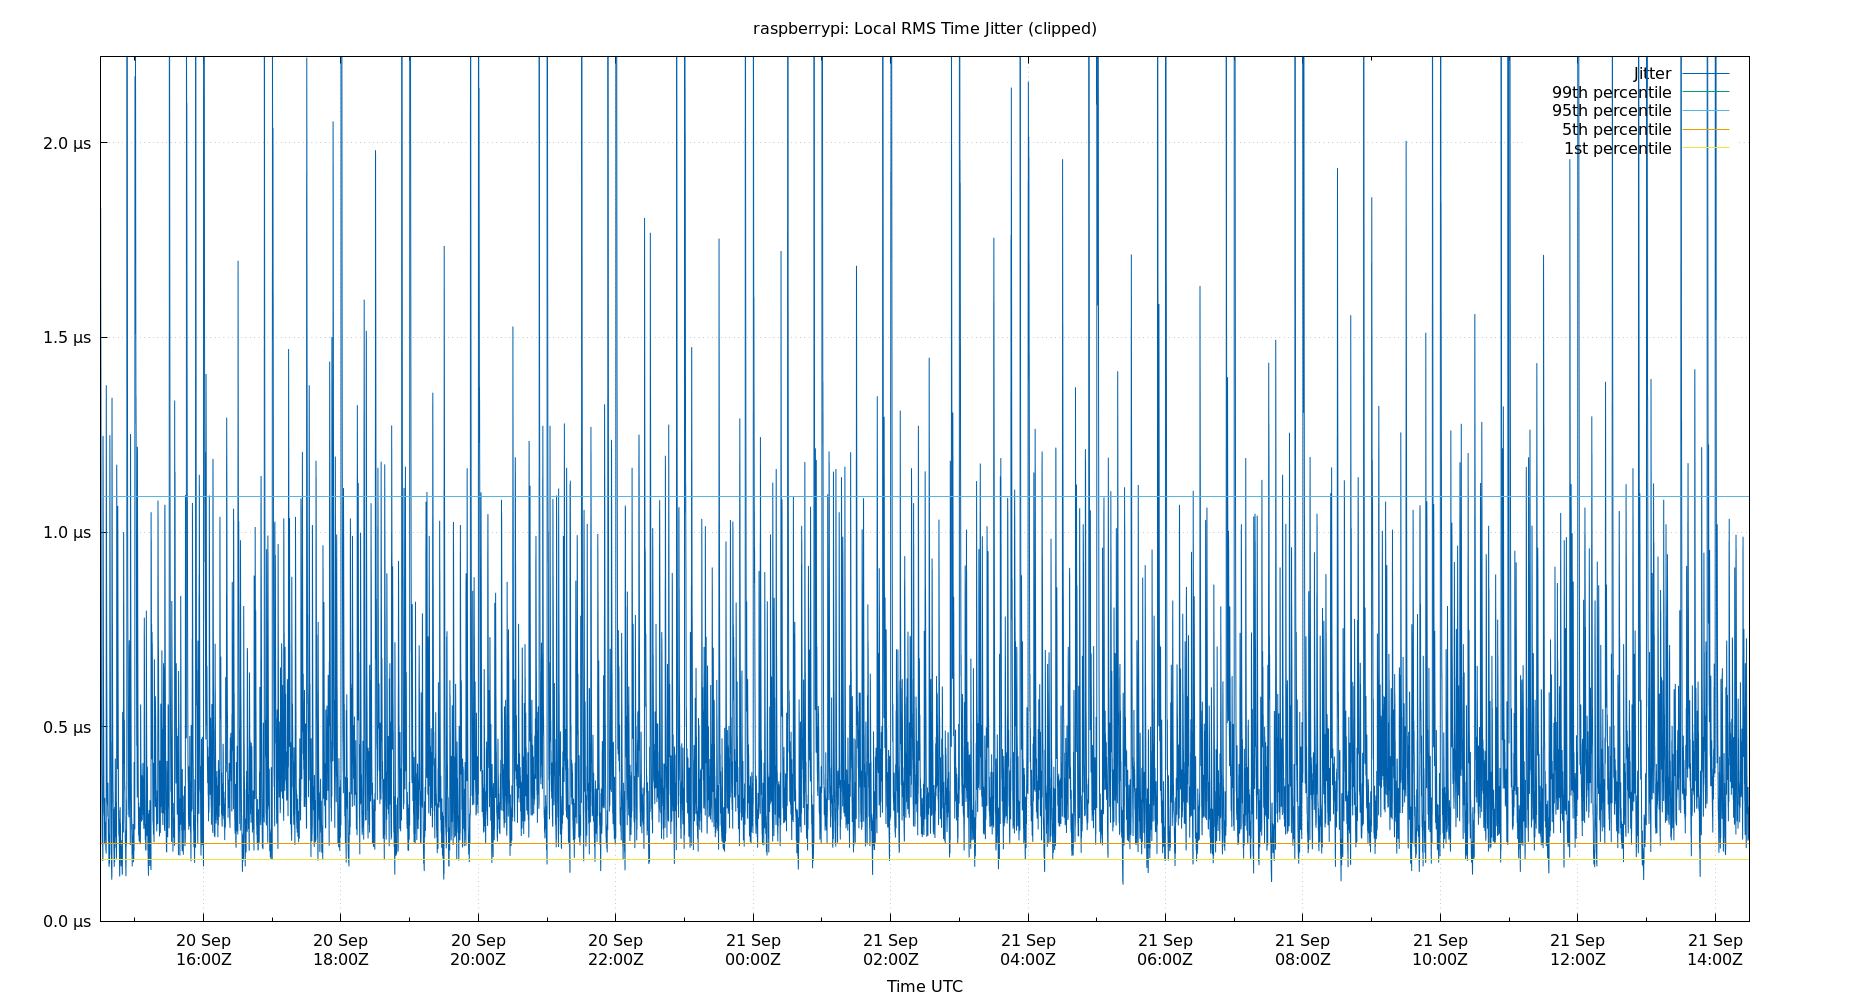 raspberrypi: Local RMS Time Jitter (clipped)
Jitter
99th percentile
95th percentile
5th percentile
1st percentile
2.0 µs
1.5 µs
1.0 µs
0.5 µs
0.0 µs
20 Sep 20 Sep 20 Sep 20 Sep 21 Sep 21 Sep 21 Sep 21 Sep 21 Sep 21 Sep 21 Sep 21 Sep
16:00Z 18:00Z 20:00Z 22:00Z 00:00Z 02:00Z 04:00Z 06:00Z 08:00Z 10:00Z 12:00Z 14:00Z
Time UTC